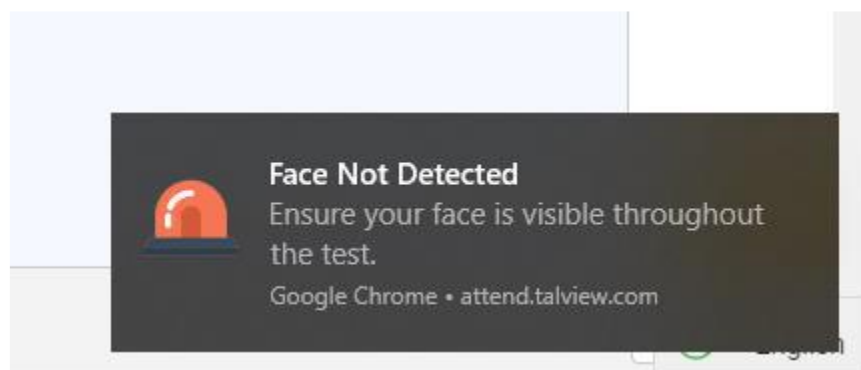 Face Not Detected
Ensure your face is visible throughout
the test.
Google Chrome • attend.talview.com